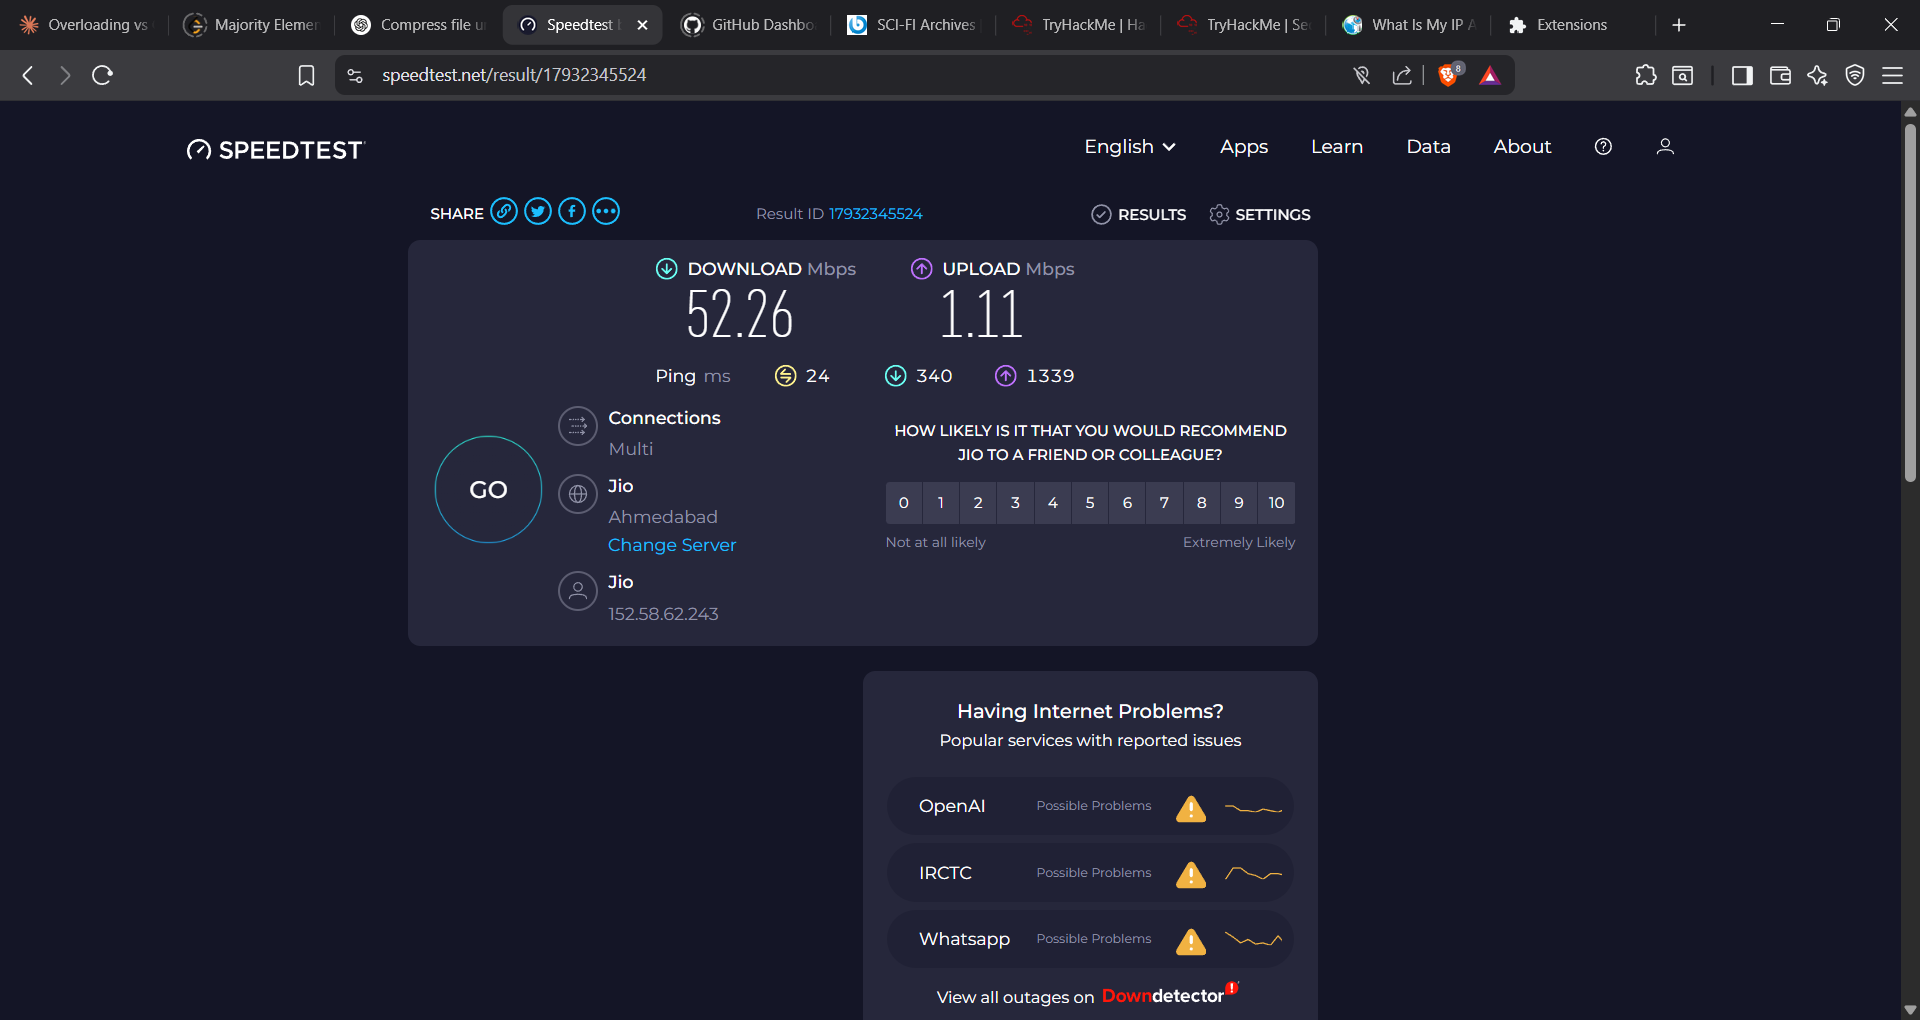 Overloading vs
Majority Elemen
Compress file u
Speedtest b
GitHub Dashbo
SCI-FI Archives
TryHackMe | Ha
TryHackMe | Sec
What Is My IP A
Extensions
speedtest.net/result/17932345524
8
SPEEDTEST
English
Apps
Learn
Data
About
SHARE
Result ID 17932345524
RESULTS
SETTINGS
DOWNLOAD Mbps
52.26
UPLOAD Mbps
1.11
Ping ms
24
340
1339
GO
Connections
Multi
Jio
Ahmedabad
Change Server
Jio
152.58.62.243
HOW LIKELY IS IT THAT YOU WOULD RECOMMEND
JIO TO A FRIEND OR COLLEAGUE?
0 1 2 3 4 5 6 7 8 9 10
Not at all likely
Extremely Likely
Having Internet Problems?
Popular services with reported issues
OpenAI Possible Problems
IRCTC Possible Problems
Whatsapp Possible Problems
View all outages on Downdetector